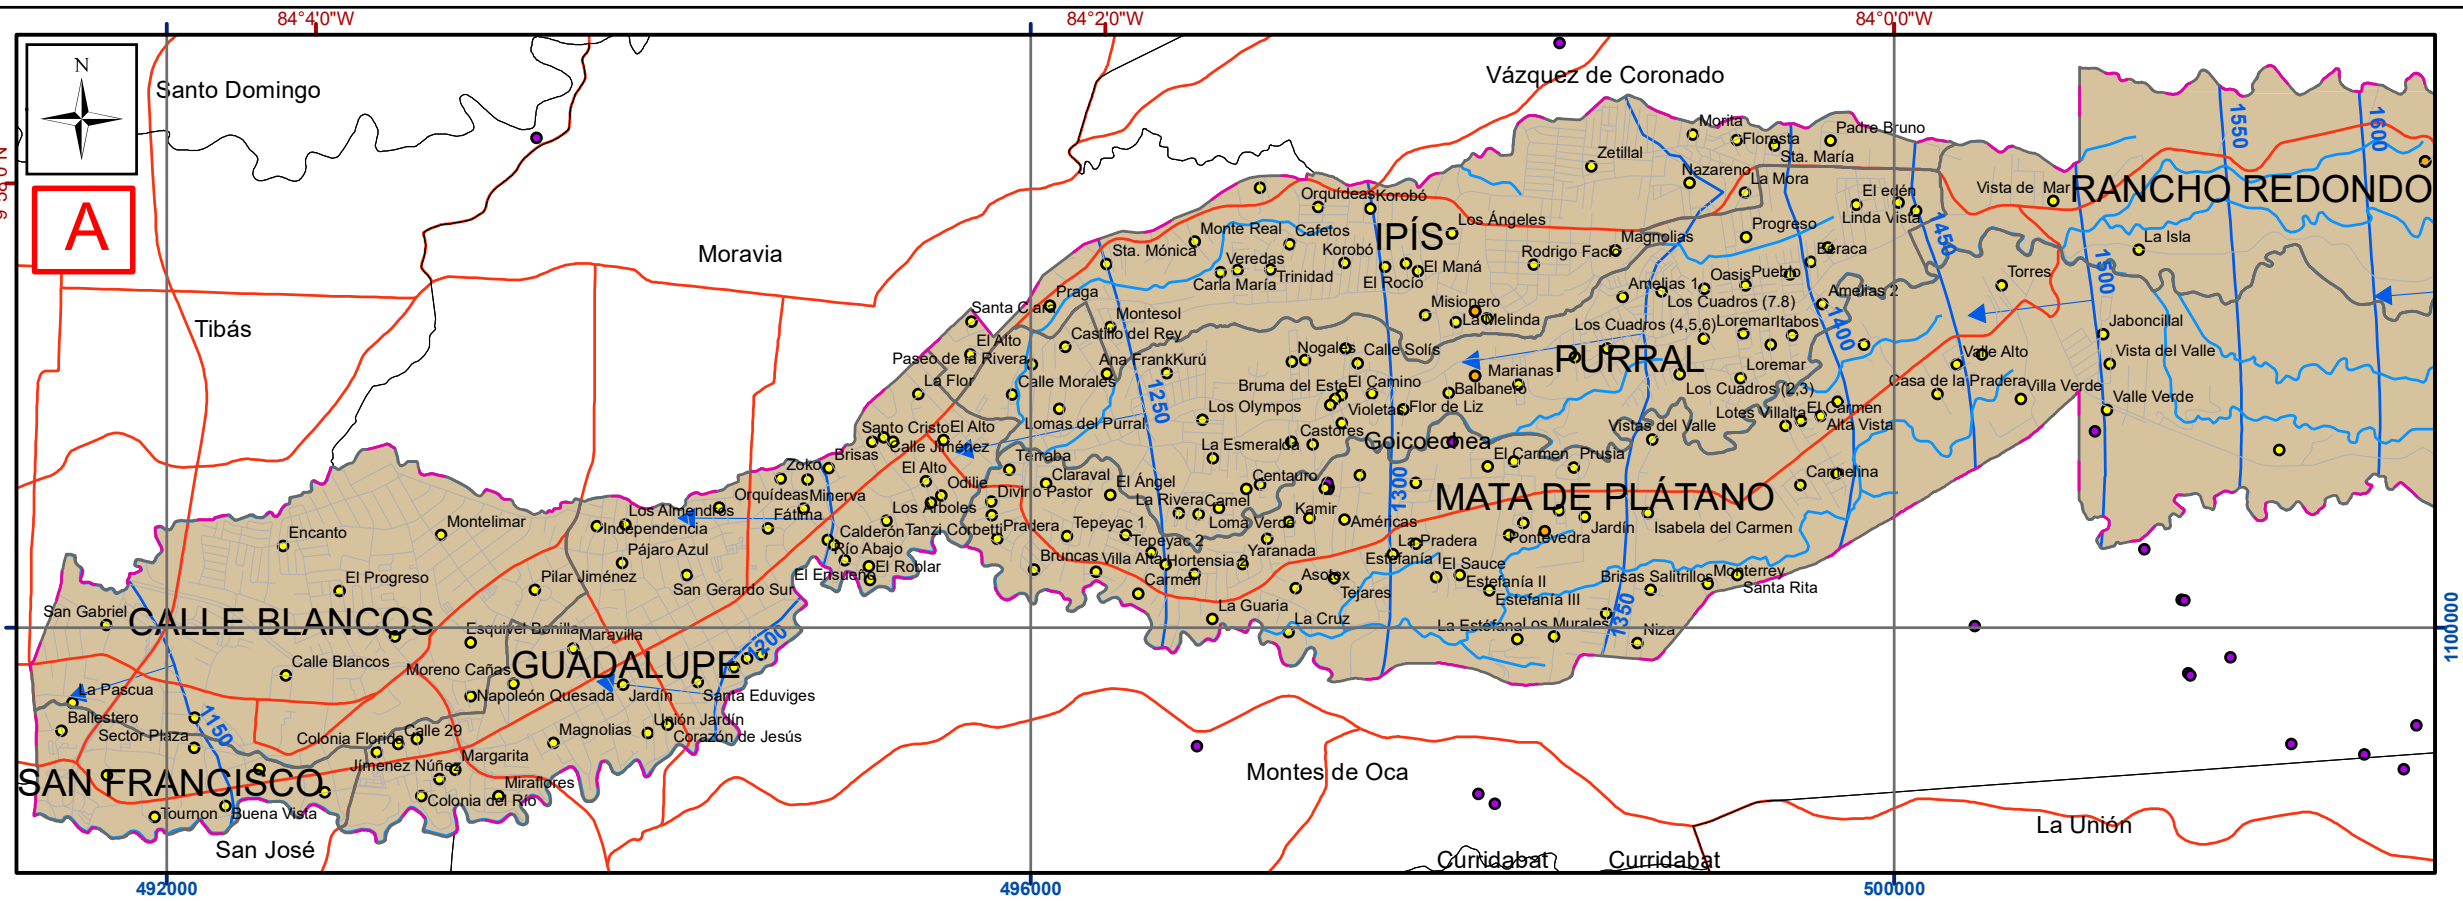 84°4'0"W
84°2'0"W
84°0'0"W
N
A
Santo Domingo
Vázquez de Coronado
Moravia
Tibás
Morita
Floresta
Padre Bruno
Sta. María
Zetillal
Nazareno
La Mora
El edén
Linda Vista
Vista de Mar
RANCHO REDONDO
1550
1600
Orquídeas
Korobó
Los Ángeles
IPÍS
Monte Real
Cafetos
Korobó
Sta. Mónica
Veredas
Carla María
Trinidad
El Maná
El Rocío
Rodrigo Facio
Magnolias
Progreso
Beraca
1450
La Isla
1500
Torres
Praga
Santa Clara
Montesol
Castillo del Rey
Misionero
La Melinda
Amelias 1
Oasis
Pueblo
Amelias 2
Los Cuadros (7.8)
Los Cuadros (4,5,6)
Loremar
Itabos
1400
Jaboncillal
El Alto
Paseo de la Rivera
Ana Frank
Kurú
Nogales
Calle Solís
PURRAL
Loremar
Valle Alto
Vista del Valle
La Flor
Calle Morales
1250
Bruma del Este
El Camino
Marianas
Balbanero
Los Cuadros (2,3)
Casa de la Pradera
Villa Verde
Valle Verde
Los Olympos
Violetas
Flor de Liz
Lotes Villalta
El Carmen
Alta Vista
Santo Cristo
El Alto
Lomas del Purral
Castores
Vistas del Valle
Calle Jiménez
La Esmeralda
Goicoechea
Brisas
Zoko
Terraba
El Carmen
Prusia
Carmelina
El Alto
Odilie
Claraval
El Ángel
Centauro
1300
MATA DE PLÁTANO
Orquídeas
Minerva
Divino Pastor
La Rivera
Camel
Los Almendros
Fátima
Los Arboles
Loma Verde
Kamir
Américas
Jardín
Isabela del Carmen
Independencia
Calderón
Tanzi
Corbetti
Pradera
Tepeyac 1
Tepeyac 2
Encanto
Montelimar
Pájaro Azul
Río Abajo
Bruncas
Villa Alta
Hortensia 2
Yaranada
La Pradera
Pontevedra
Estefanía I
El Sauce
El Progreso
Pilar Jiménez
San Gerardo Sur
El Ensueño
El Roblar
Carmen
Asotex
Tejares
Estefanía II
Estefanía III
Brisas Salitrillos
Monterrey
Santa Rita
San Gabriel
CALLE BLANCOS
La Guaria
La Cruz
La Estéfana
Los Murales
1350
Niza
1100000
Esquivel Bonilla
Maravilla
1200
Calle Blancos
Moreno Cañas
GUADALUPE
La Pascua
Napoleón Quesada
Jardín
Santa Eduviges
Ballestero
1150
Sector Plaza
Colonia Florida
Calle 29
Magnolias
Unión Jardín
Corazón de Jesús
Margarita
Jímenez Núñez
SAN FRANCISCO
Miraflores
Colonia del Río
Tournon
Buena Vista
Montes de Oca
San José
La Unión
Curridabat
Curridabat
492000
496000
500000